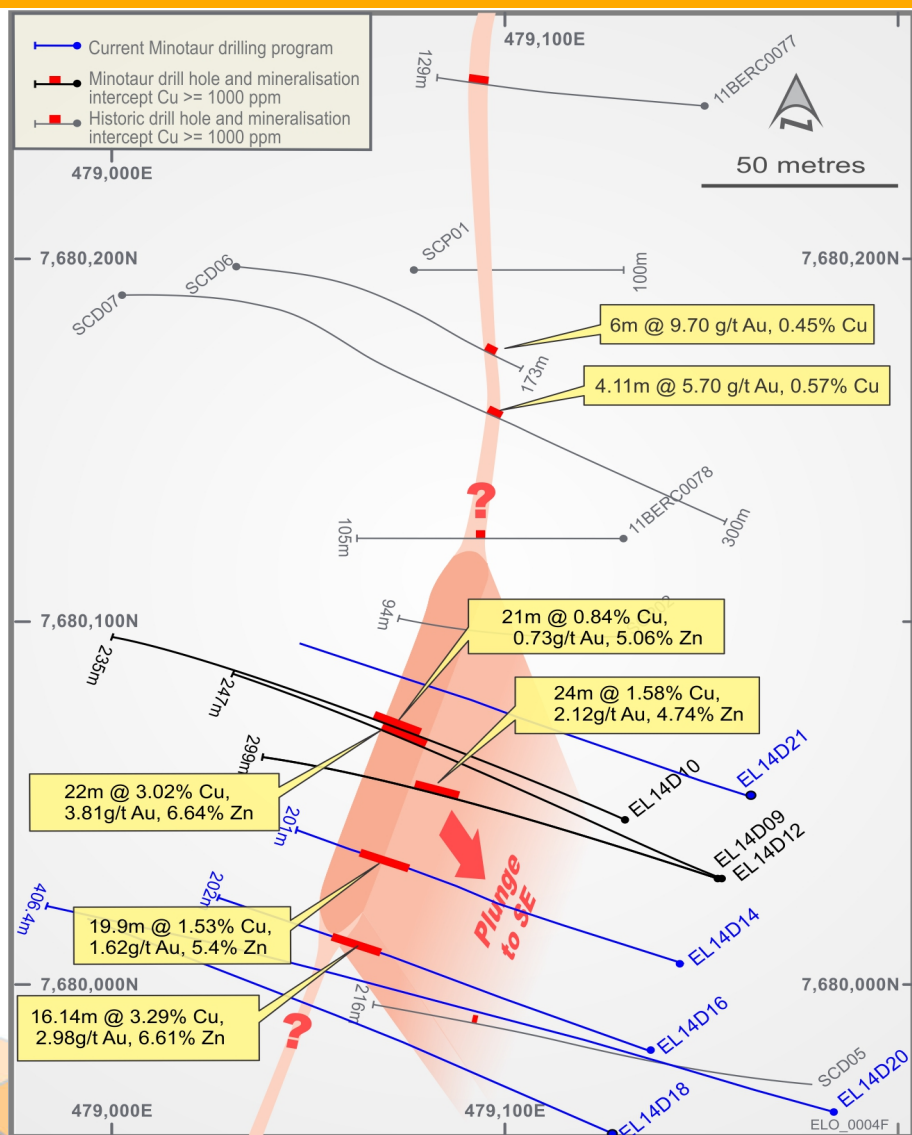 479,100E
Current Minotaur drilling program
Minotaur drill hole and mineralisation
intercept Cu >= 1000 ppm
Historic drill hole and mineralisation
intercept Cu >= 1000 ppm
129m
11BERC0077
N
50 metres
479,000E
7,680,200N
7,680,200N
SCD06
SCP01
100m
SCD07
6m @ 9.70 g/t Au, 0.45% Cu
173m
4.11m @ 5.70 g/t Au, 0.57% Cu
?
11BERC0078
300m
105m
7,680,100N
7,680,100N
94m
21m @ 0.84% Cu,
0.73g/t Au, 5.06% Zn
235m
247m
24m @ 1.58% Cu,
2.12g/t Au, 4.74% Zn
299m
EL14D21
EL14D10
22m @ 3.02% Cu,
3.81g/t Au, 6.64% Zn
EL14D09
EL14D12
201m
Plunge
to SE
406.4m
202m
19.9m @ 1.53% Cu,
1.62g/t Au, 5.4% Zn
EL14D14
7,680,000N
7,680,000N
216m
16.14m @ 3.29% Cu,
2.98g/t Au, 6.61% Zn
?
EL14D16
SCD05
EL14D20
479,000E
479,100E
EL14D18
ELO_0004F